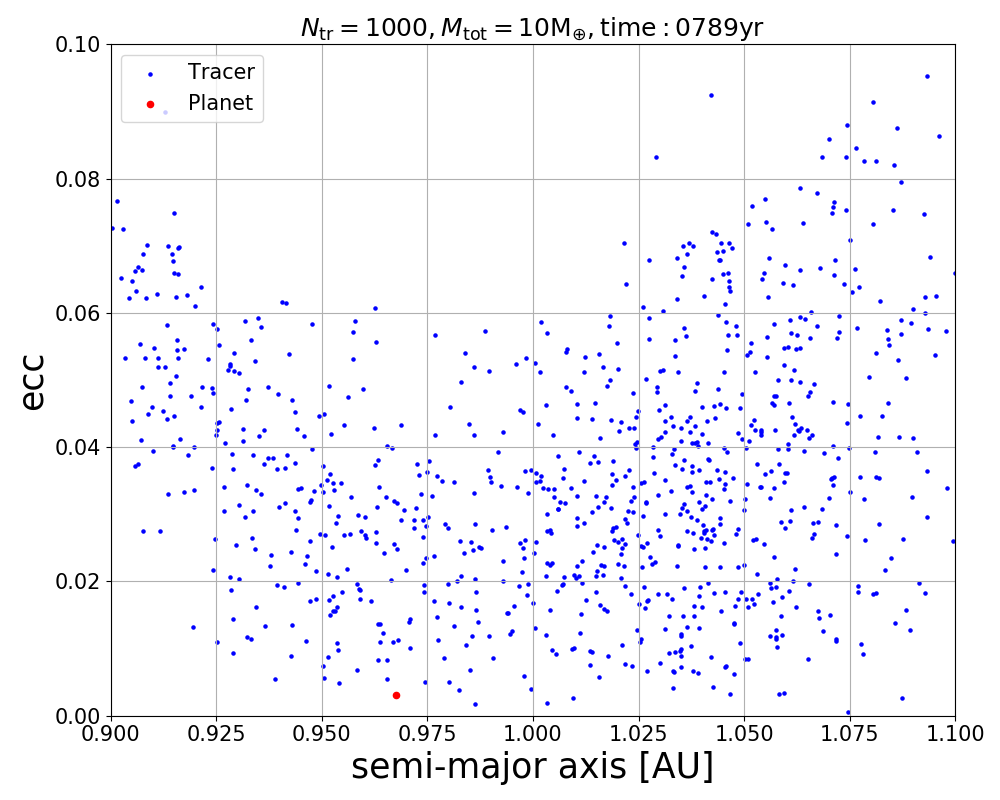 N_tr = 1000, M_tot = 10M_⊕, time : 0789yr
Tracer
Planet
0.10
0.08
0.06
0.04
0.02
0.00
ecc
0.900 0.925 0.950 0.975 1.000 1.025 1.050 1.075 1.100
semi-major axis [AU]